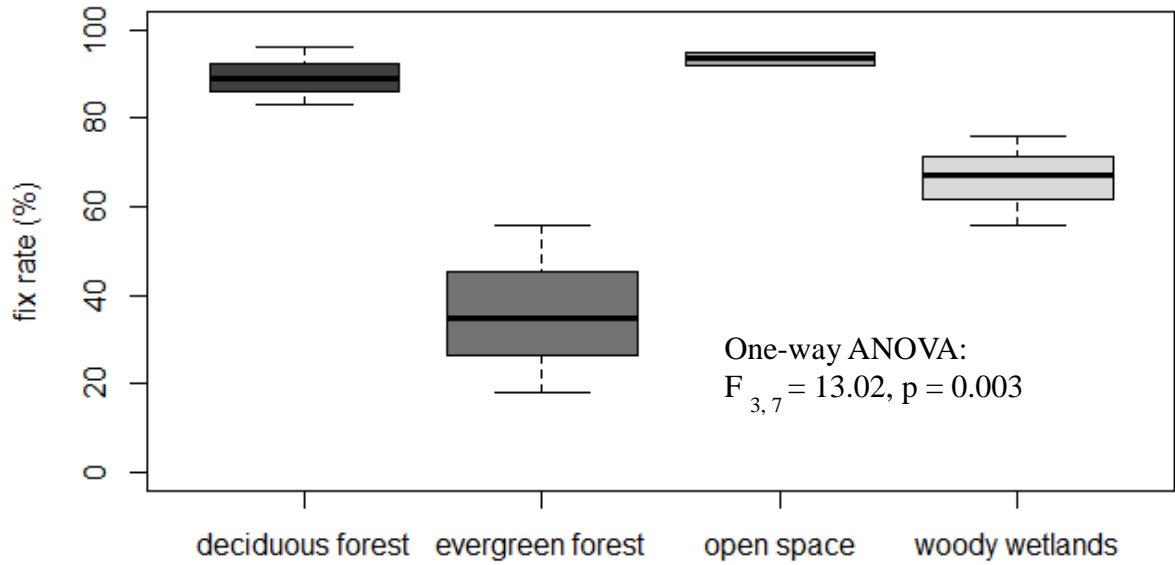 fix rate (%)
100
80
60
40
20
0
One-way ANOVA:
F 3, 7 = 13.02, p = 0.003
deciduous forest evergreen forest open space woody wetlands